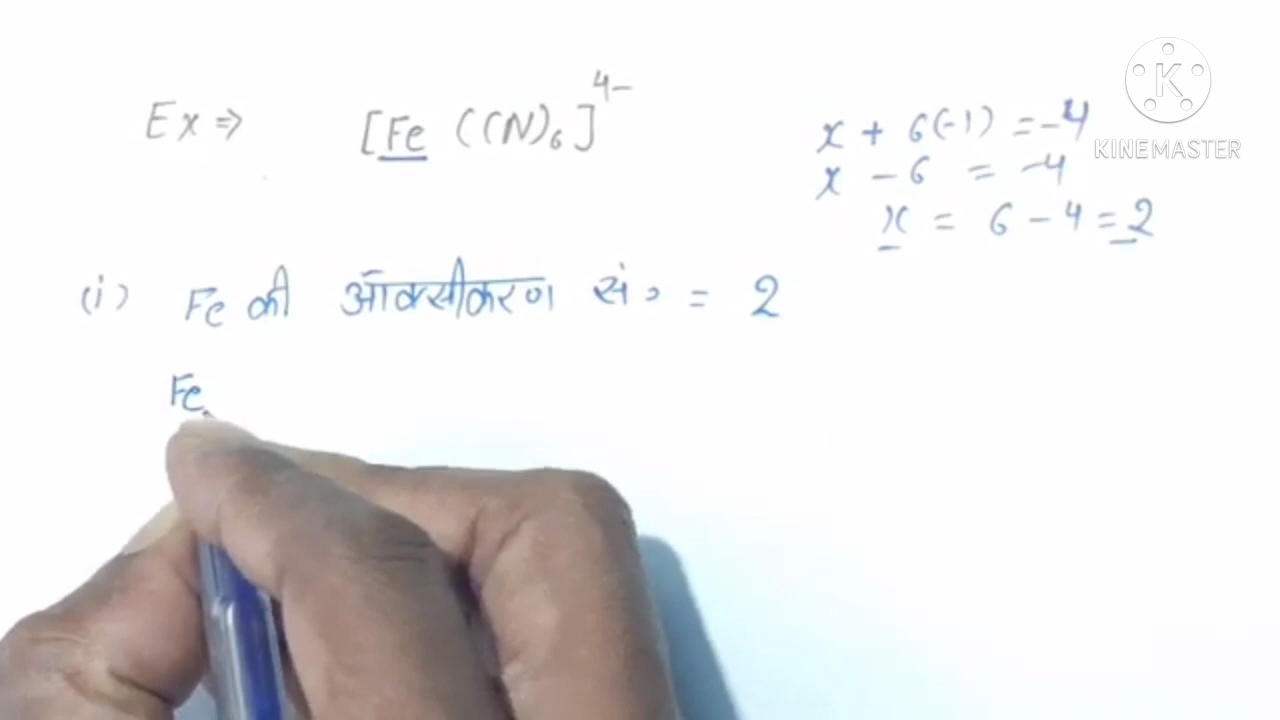 Ex ⇒ [Fe (CN)6]4-
x + 6(-1) = -4
x - 6 = -4
x = 6 - 4 = 2
(i) Fe की ऑक्सीकरण सं॰ = 2
Fe
K
KINEMASTER